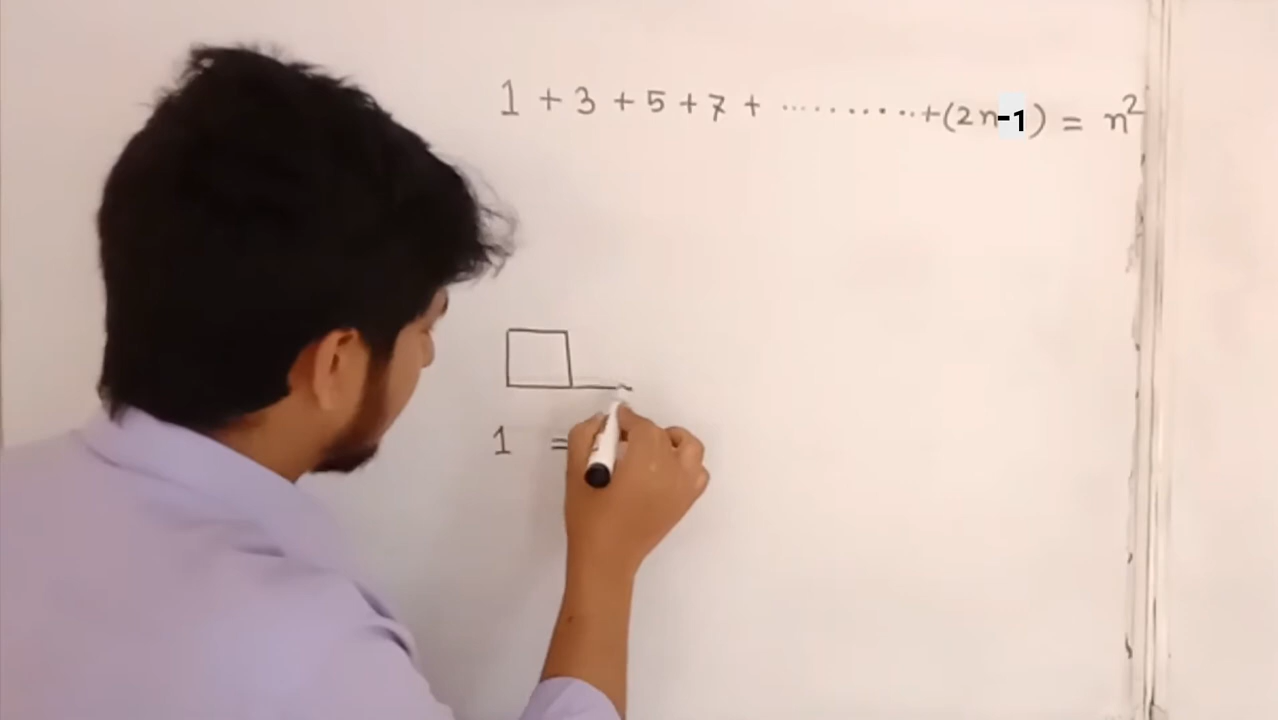 1 + 3 + 5 + 7 + .......... + (2n-1) = n²
1 =